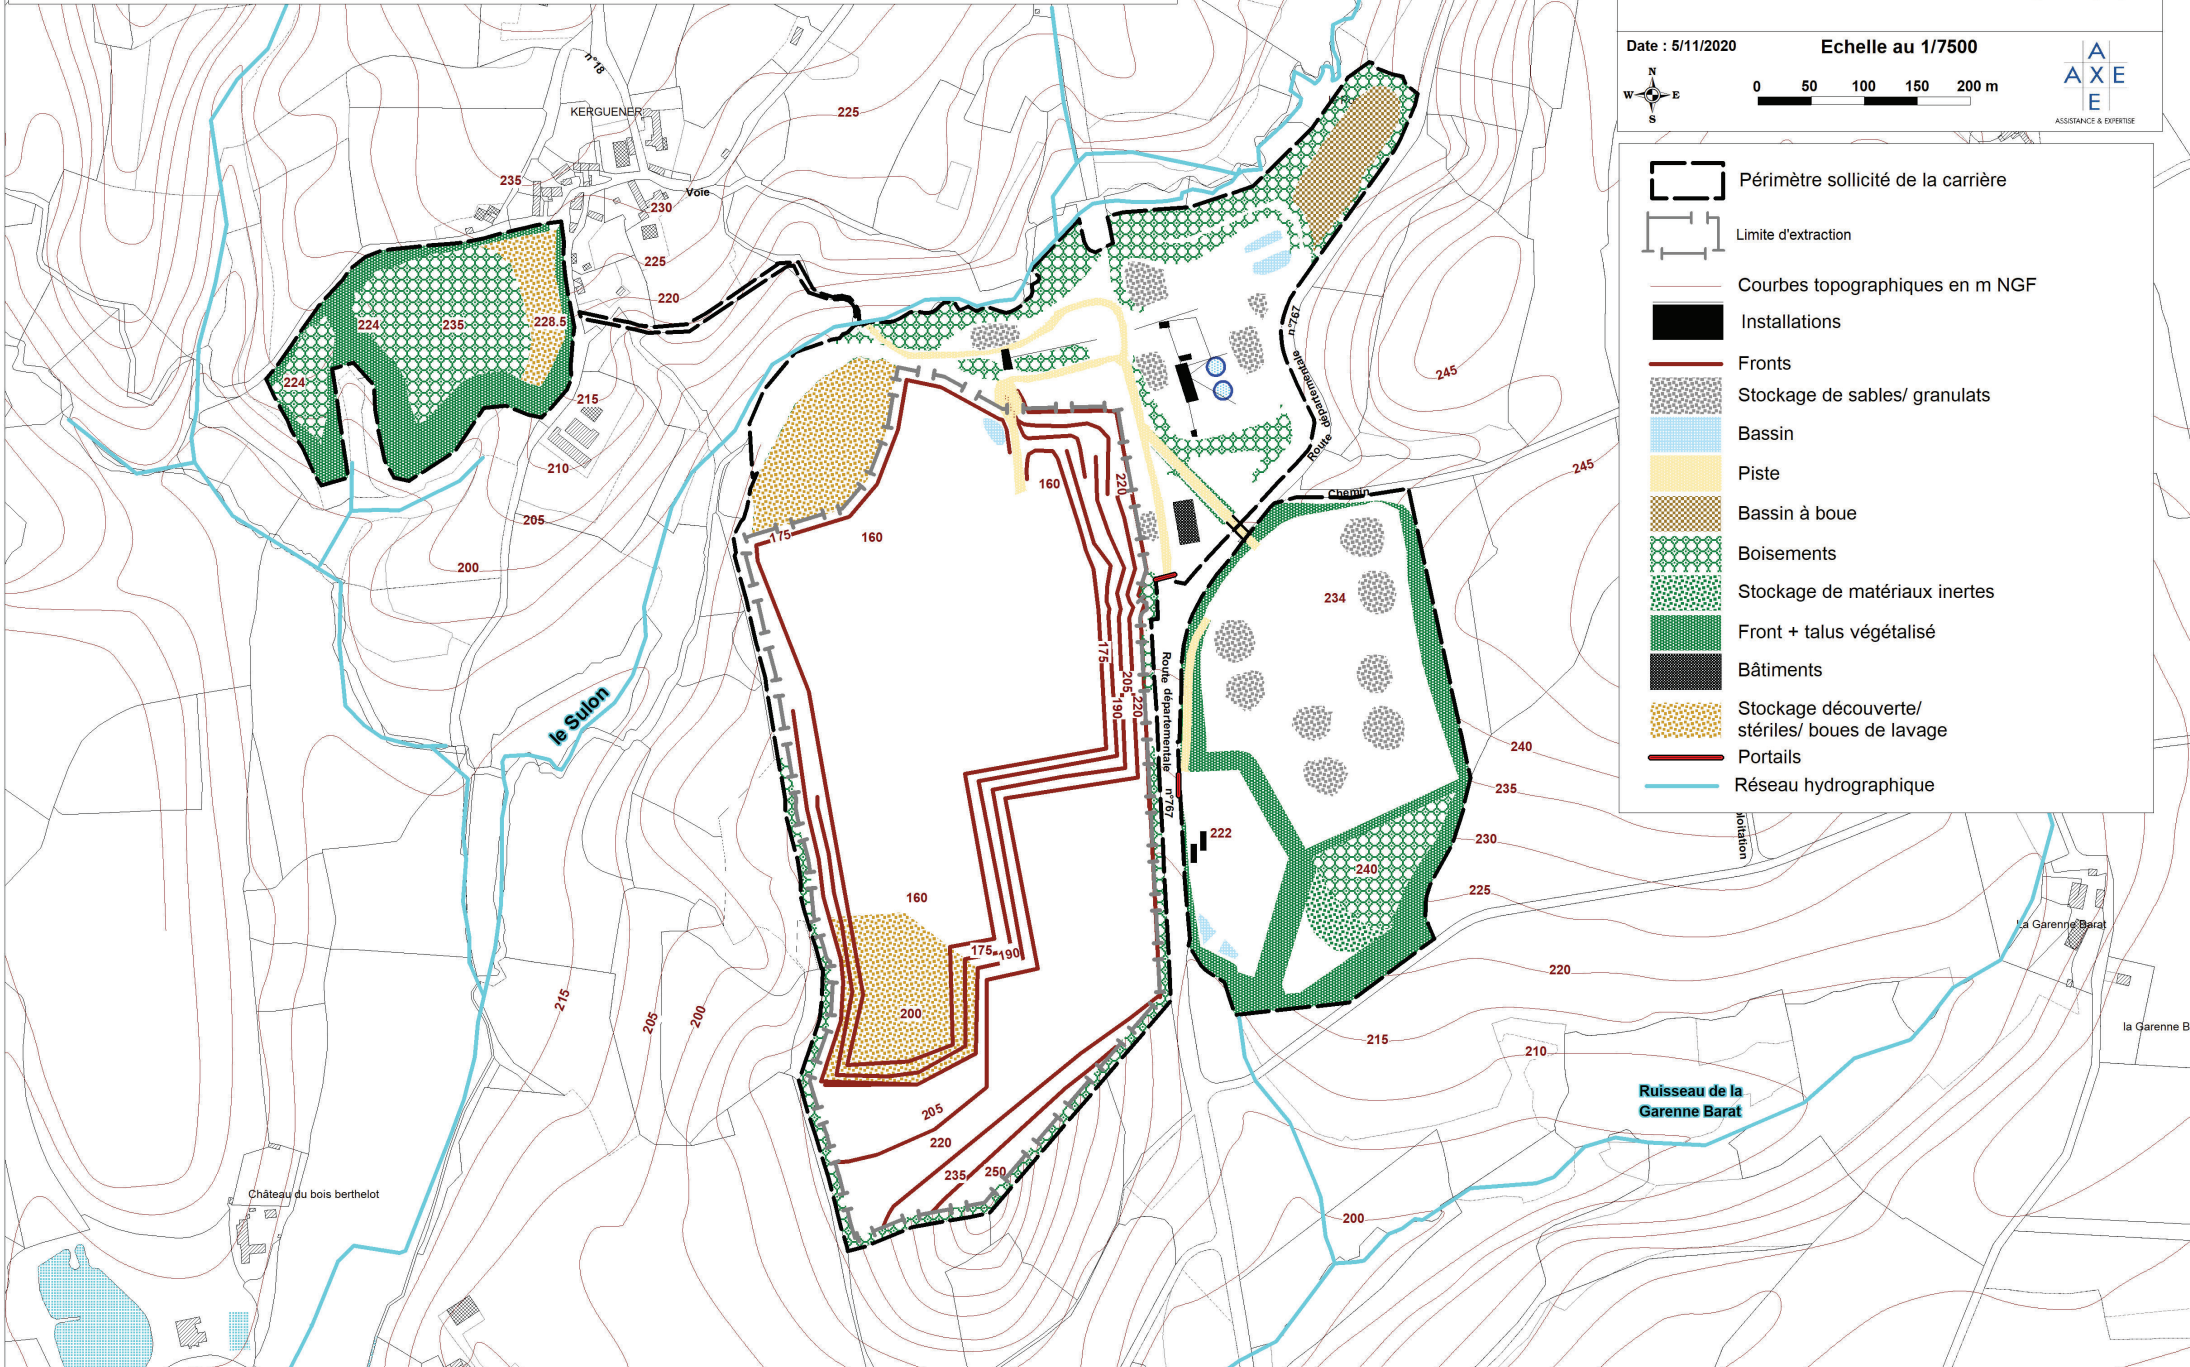 Date : 5/11/2020
Echelle au 1/7500
N
W E
S
0 50 100 150 200 m
A
A X E
E
ASSISTANCE & EXPERTISE
Périmètre sollicité de la carrière
Limite d'extraction
Courbes topographiques en m NGF
Installations
Fronts
Stockage de sables/ granulats
Bassin
Piste
Bassin à boue
Boisements
Stockage de matériaux inertes
Front + talus végétalisé
Bâtiments
Stockage découverte/
stériles/ boues de lavage
Portails
Réseau hydrographique
n°18
KERGUENER
225
235
Voie
230
225
220
224
235
228.5
224
215
210
205
200
245
245
n°767
Route départementale
Chemin
220
160
175
160
234
175
205
190
220
Route départementale n°767
le Sulon
240
235
222
230
240
225
160
175
190
200
220
215
205
200
215
210
205
220
235
250
200
Ruisseau de la
Garenne Barat
La Garenne Barat
la Garenne B
Château du bois berthelot
loitation